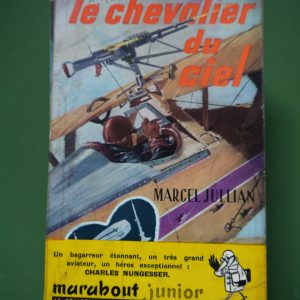 le chevalier
du
ciel
MARCEL JULLIAN
Un bagarreur étonnant, un très grand
aviateur, un héros exceptionnel :
CHARLES NUNGESSER.
marabout junior